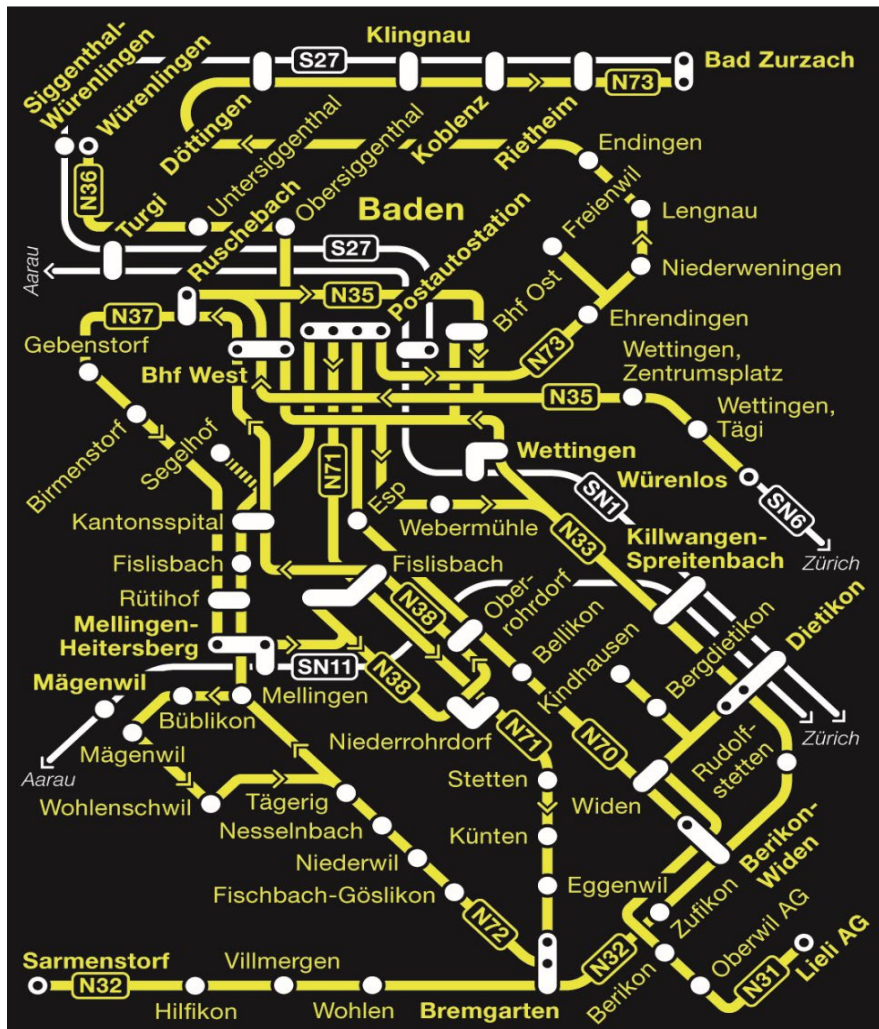 Klingnau
S27
Bad Zurzach
N73
Siggenthal-
Würenlingen
Würenlingen
Döttingen
Untersiggenthal
Obersiggenthal
Koblenz
Rietheim
Endingen
N36
Turgi
Ruschebach
Baden
Freienwil
Lengnau
S27
Postautostation
Aarau
Niederweningen
N37
N35
Bhf Ost
Ehrendingen
Gebenstorf
Bhf West
N73
Wettingen,
Zentrumsplatz
N35
Wettingen,
Tägi
Birmenstorf
Segelhof
N71
Wettingen
Würenlos
Esp
SN1
SN6
Kantonsspital
Webermühle
N33
Killwangen-
Spreitenbach
Zürich
Fislisbach
Fislisbach
Ober-
rohrdorf
Rütihof
N38
Dietikon
Mellingen-
Heitersberg
Bellikon
Kindhausen
Bergdietikon
SN11
N38
Mägenwil
Mellingen
Büblikon
Niederrohrdorf
N71
N70
Zürich
Mägenwil
Rudolf-
stetten
Aarau
Stetten
Widen
Wohlenschwil
Tägerig
Nesselnbach
Künten
Berikon-
Widen
Niederwil
Eggenwil
Fischbach-Göslikon
Zufikon
N72
Oberwil AG
Lieli AG
Sarmenstorf
Villmergen
N32
N32
Berikon
N31
Hilfikon
Wohlen
Bremgarten